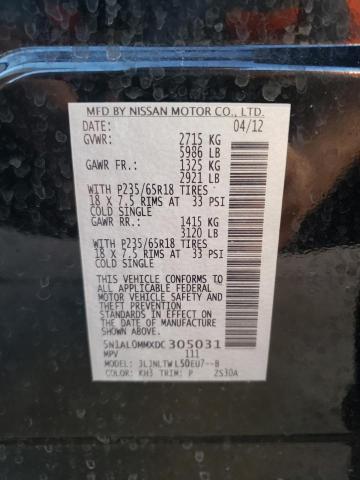 MFD BY NISSAN MOTOR CO., LTD.
DATE: 04/12
GVWR: 2715 KG
5986 LB
GAWR FR.: 1325 KG
2921 LB
WITH P235/65R18 TIRES
18 X 7.5 RIMS AT 33 PSI
COLD SINGLE
GAWR RR.: 1415 KG
3120 LB
WITH P235/65R18 TIRES
18 X 7.5 RIMS AT 33 PSI
COLD SINGLE
THIS VEHICLE CONFORMS TO
ALL APPLICABLE FEDERAL
MOTOR VEHICLE SAFETY
AND THEFT PREVENTION
STANDARDS IN EFFECT ON
THE DATE OF MANUFACTURE
SHOWN ABOVE.
5N1AL0MMXDC305031
MPV 111
MODEL: 3LJNLTWL50EU7--B
COLOR: KH3 TRIM: P ZS30A